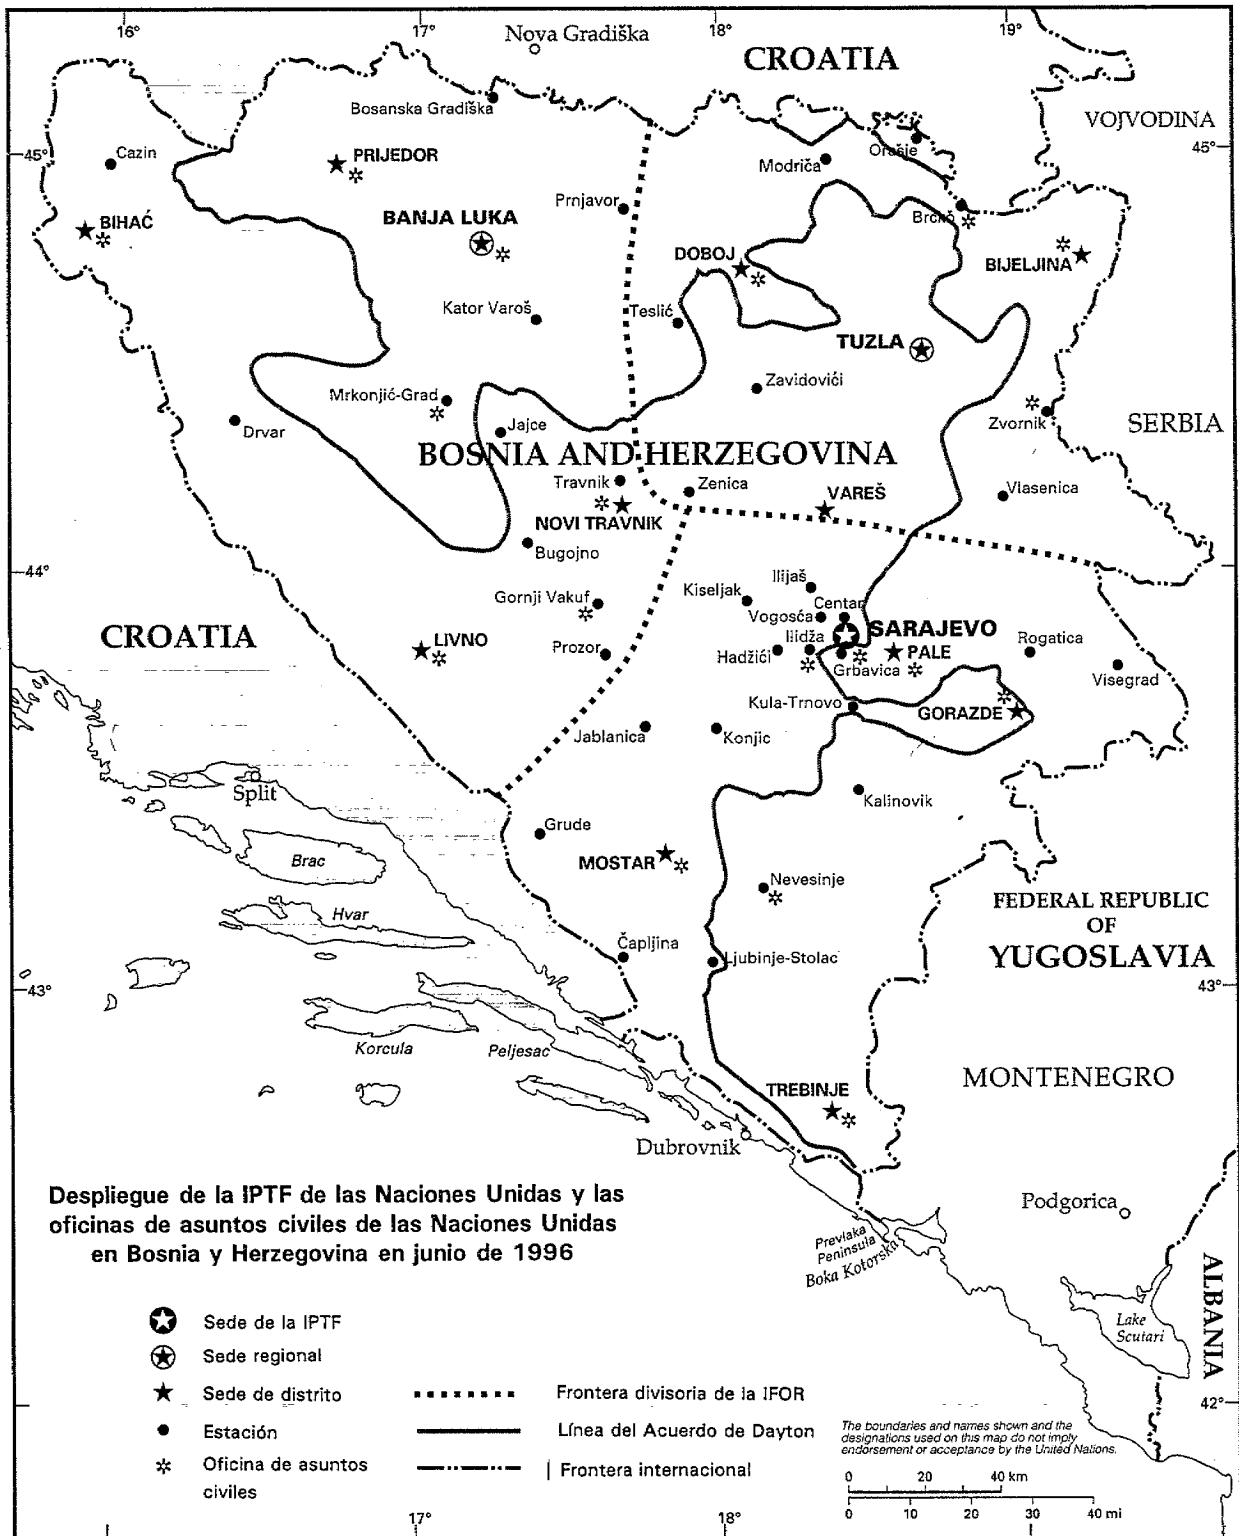 16°
17°
18°
19°
Nova Gradiška
CROATIA
Bosanska Gradiška
VOJVODINA
45°
45°
Cazin
PRIJEDOR
Modriča
Orašje
Prnjavor
BIHAĆ
BANJA LUKA
Brčko
DOBOJ
BIJELJINA
Kator Varoš
Teslić
TUZLA
Zavidovići
Mrkonjić-Grad
Drvar
Jajce
Zvornik
SERBIA
BOSNIA AND HERZEGOVINA
Travnik
Zenica
VAREŠ
Vlasenica
NOVI TRAVNIK
Bugojno
44°
Ilijaš
Kiseljak
Centar
Gornji Vakuf
Vogosća
CROATIA
LIVNO
Prozor
Ilidža
SARAJEVO
Hadžići
Grbavica
PALE
Rogatica
Visegrad
Kula-Trnovo
GORAZDE
Jablanica
Konjic
Split
Kalinovik
Grude
Brac
MOSTAR
Nevesinje
FEDERAL REPUBLIC
OF
YUGOSLAVIA
Hvar
Čapljina
Ljubinje-Stolac
43°
43°
Korcula
Peljesac
MONTENEGRO
TREBINJE
Dubrovnik
Podgorica
Prevlaka
Peninsula
Boka Kotorska
ALBANIA
Lake
Scutari
42°
Despliegue de la IPTF de las Naciones Unidas y las
oficinas de asuntos civiles de las Naciones Unidas
en Bosnia y Herzegovina en junio de 1996
Sede de la IPTF
Sede regional
Sede de distrito
Estación
Oficina de asuntos
civiles
Frontera divisoria de la IFOR
Línea del Acuerdo de Dayton
Frontera internacional
The boundaries and names shown and the
designations used on this map do not imply
endorsement or acceptance by the United Nations.
0 20 40 km
0 10 20 30 40 mi
17°
18°